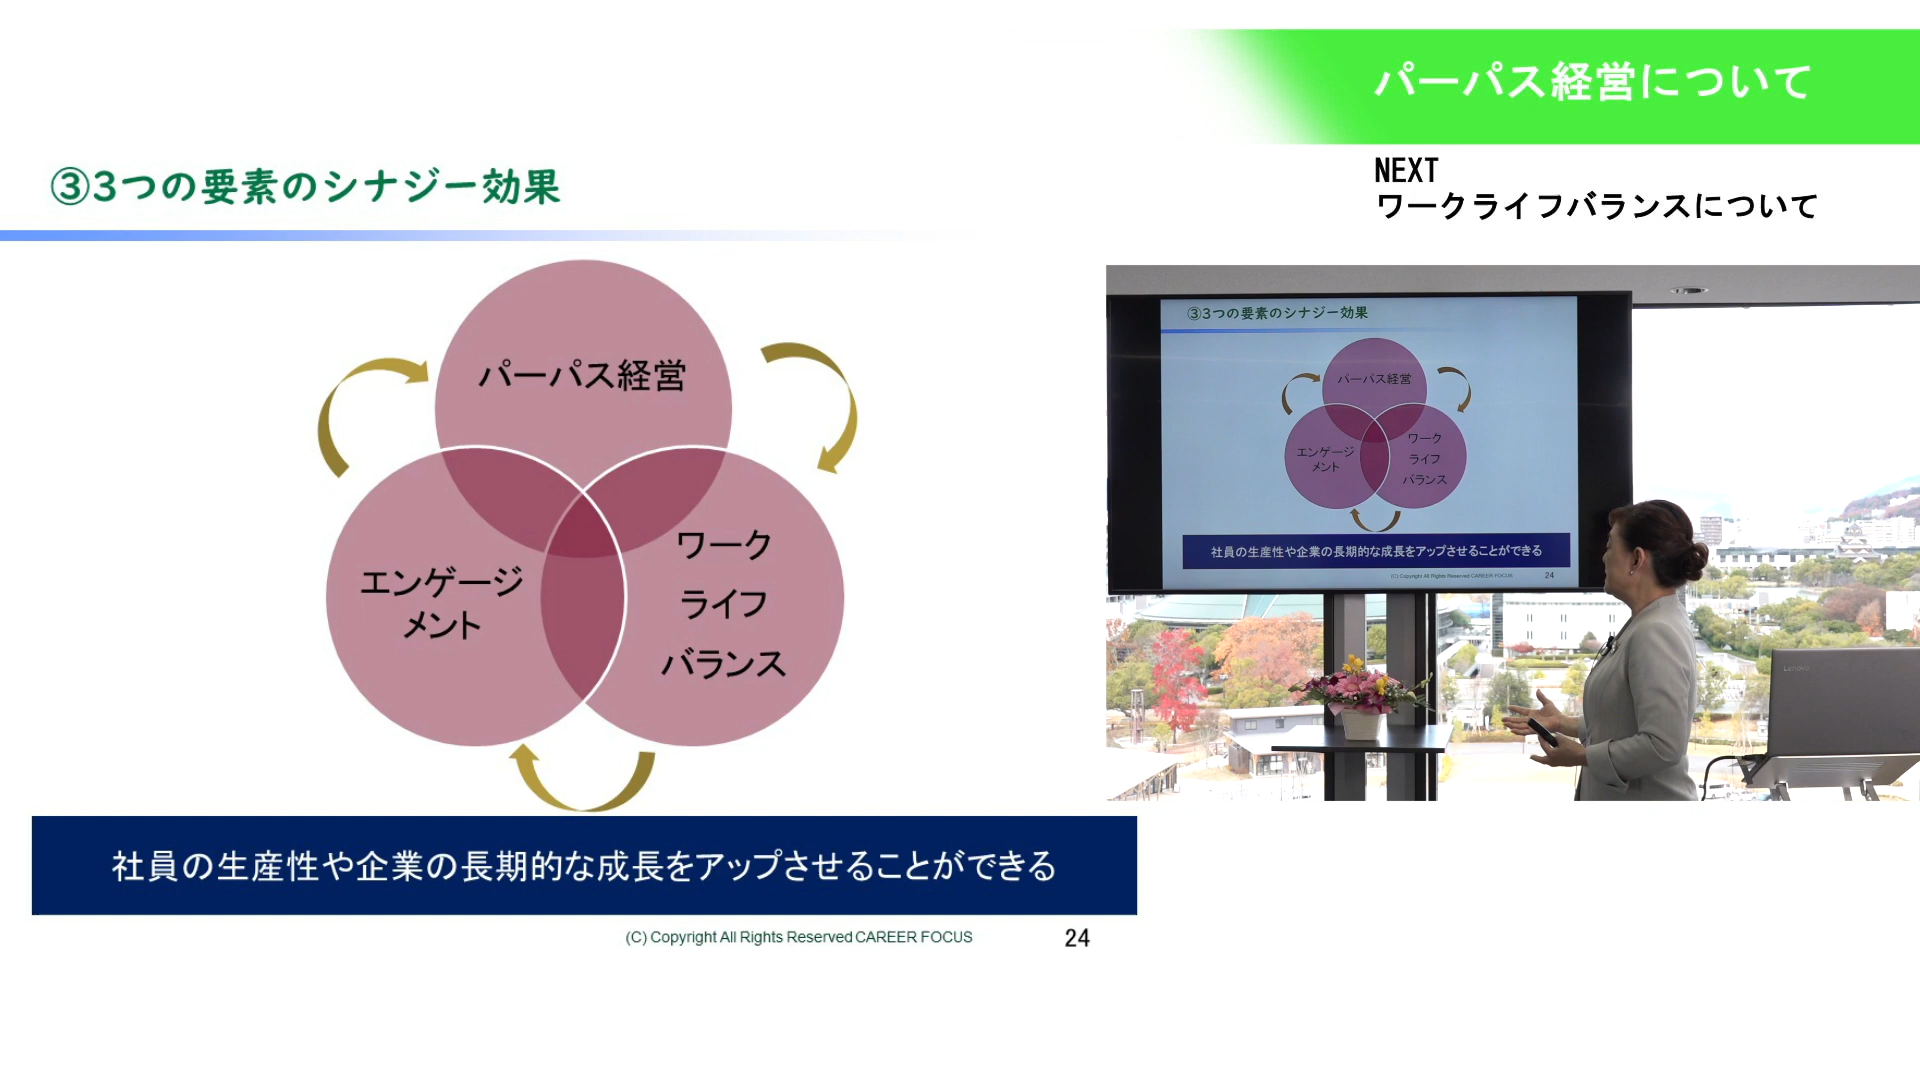 パーパス経営について
NEXT
ワークライフバランスについて
③3つの要素のシナジー効果
パーパス経営
エンゲージ
メント
ワーク
ライフ
バランス
社員の生産性や企業の長期的な成長をアップさせることができる
(C) Copyright All Rights Reserved CAREER FOCUS
24
③3つの要素のシナジー効果
パーパス経営
エンゲージ
メント
ワーク
ライフ
バランス
社員の生産性や企業の長期的な成長をアップさせることができる
(C) Copyright All Rights Reserved CAREER FOCUS
24
Lenovo